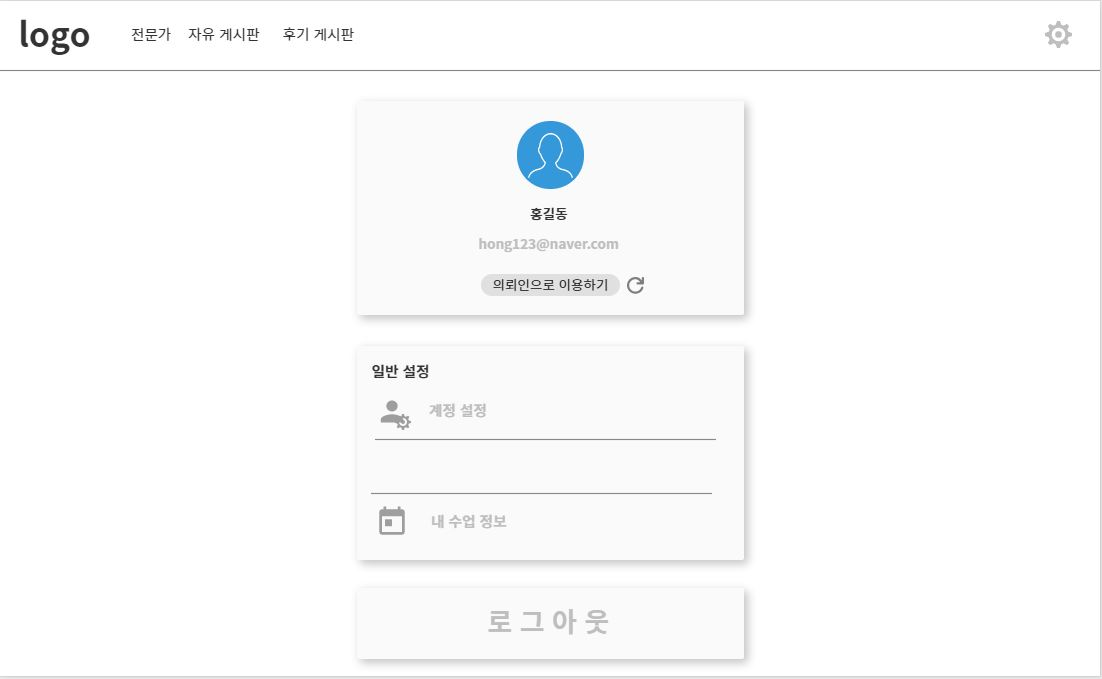 logo 전문가 자유 게시판 후기 게시판
홍길동
hong123@naver.com
의뢰인으로 이용하기
일반 설정
계정 설정
내 수업 정보
로그아웃